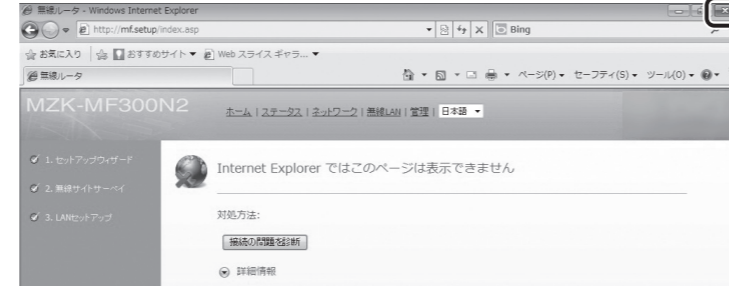 無線ルータ - Windows Internet Explorer
http://mf.setup/index.asp
Bing
お気に入り
おすすめサイト
Web スライス ギャラ...
無線ルータ
ページ(P)
セーフティ(S)
ツール(O)
MZK-MF300N2
ホーム | ステータス | ネットワーク | 無線LAN | 管理 | 日本語
1. セットアップウィザード
2. 無線サイトサーベイ
3. LANセットアップ
Internet Explorer ではこのページは表示できません
対処方法:
接続の問題を診断
詳細情報